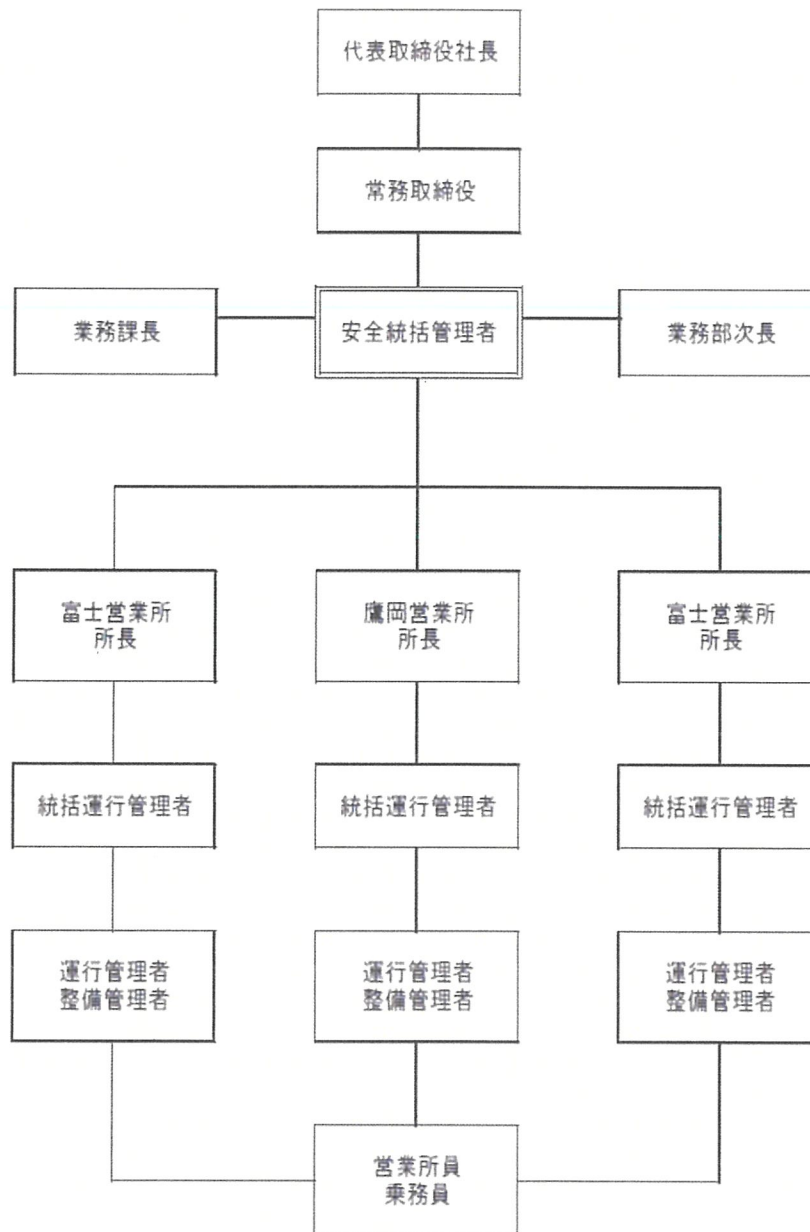 代表取締役社長
常務取締役
業務課長
安全統括管理者
業務部次長
富士営業所
所長
鷹岡営業所
所長
富士営業所
所長
統括運行管理者
統括運行管理者
統括運行管理者
運行管理者
整備管理者
運行管理者
整備管理者
運行管理者
整備管理者
営業所員
乗務員